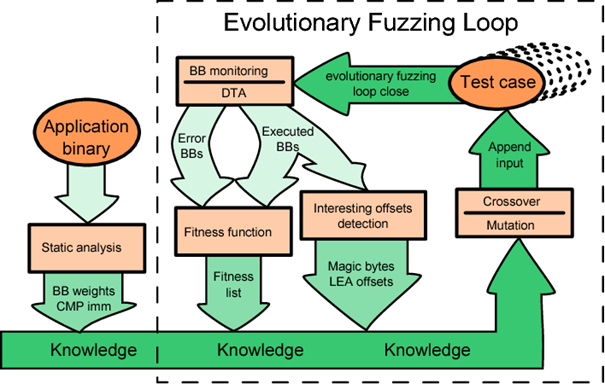 Evolutionary Fuzzing Loop
BB monitoring
DTA
evolutionary fuzzing
loop close
Test case
Application
binary
Error
BBs
Executed
BBs
Append
input
Static analysis
Fitness function
Interesting offsets
detection
Crossover
Mutation
BB weights
CMP imm
Fitness
list
Magic bytes
LEA offsets
Knowledge
Knowledge
Knowledge